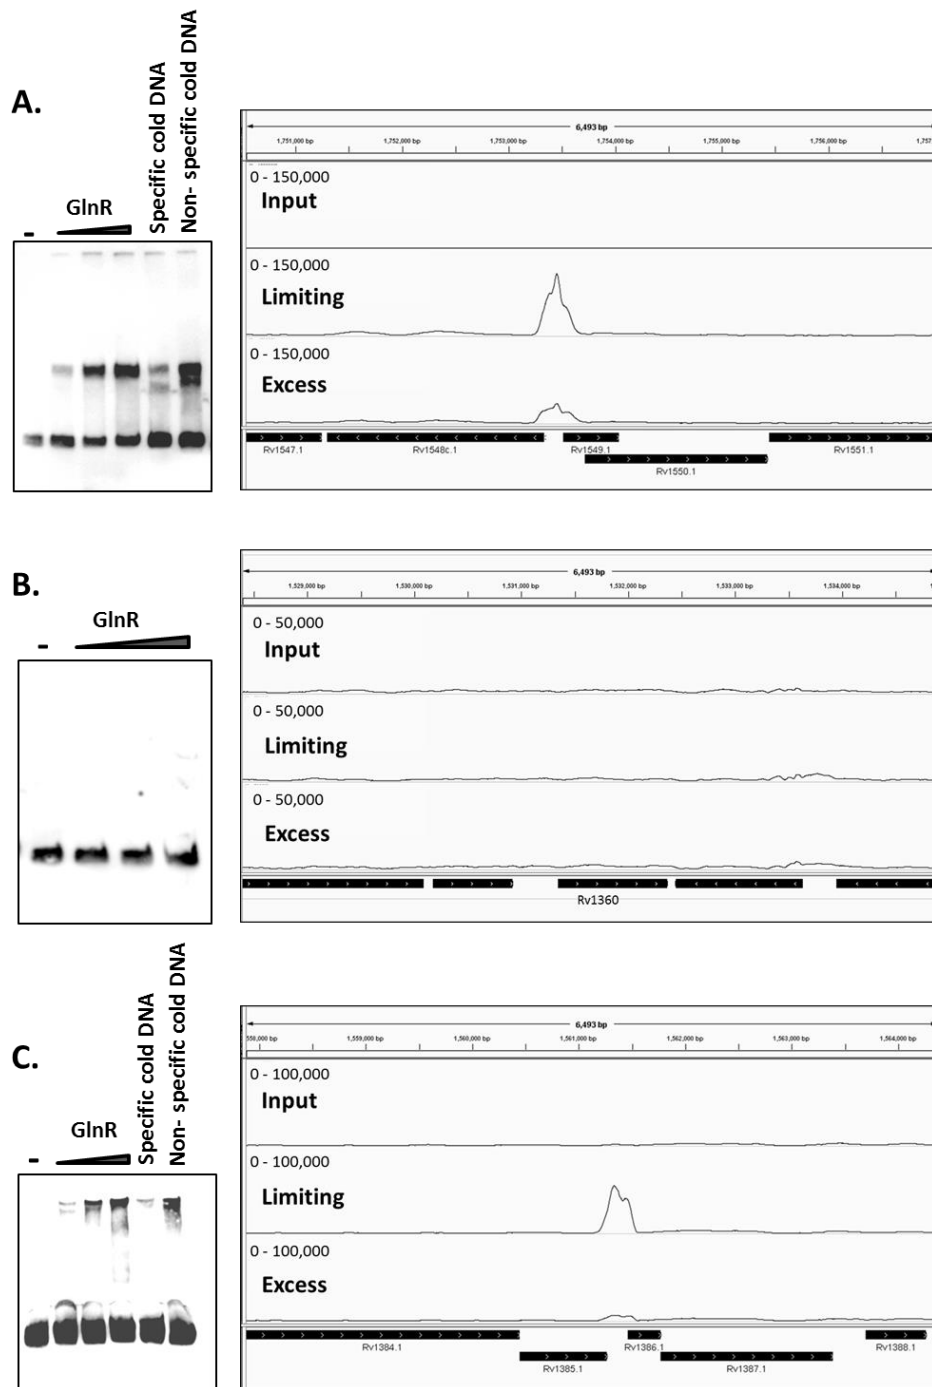 A.
-
GlnR
Specific cold DNA
Non- specific cold DNA
6,493 bp
1,751,000 bp 1,752,000 bp 1,753,000 bp 1,754,000 bp 1,755,000 bp 1,756,000 bp 1,757
0 - 150,000
Input
0 - 150,000
Limiting
0 - 150,000
Excess
Rv1547.1 Rv1548c.1 Rv1549.1 Rv1551.1
Rv1550.1
B.
-
GlnR
6,493 bp
1,529,000 bp 1,530,000 bp 1,531,000 bp 1,532,000 bp 1,533,000 bp 1,534,000 bp
0 - 50,000
Input
0 - 50,000
Limiting
0 - 50,000
Excess
Rv1360
C.
-
GlnR
Specific cold DNA
Non- specific cold DNA
6,493 bp
558,000 bp 1,559,000 bp 1,560,000 bp 1,561,000 bp 1,562,000 bp 1,563,000 bp 1,564,000 bp
0 - 100,000
Input
0 - 100,000
Limiting
0 - 100,000
Excess
Rv1384.1 Rv1386.1 Rv1388.1
Rv1385.1 Rv1387.1